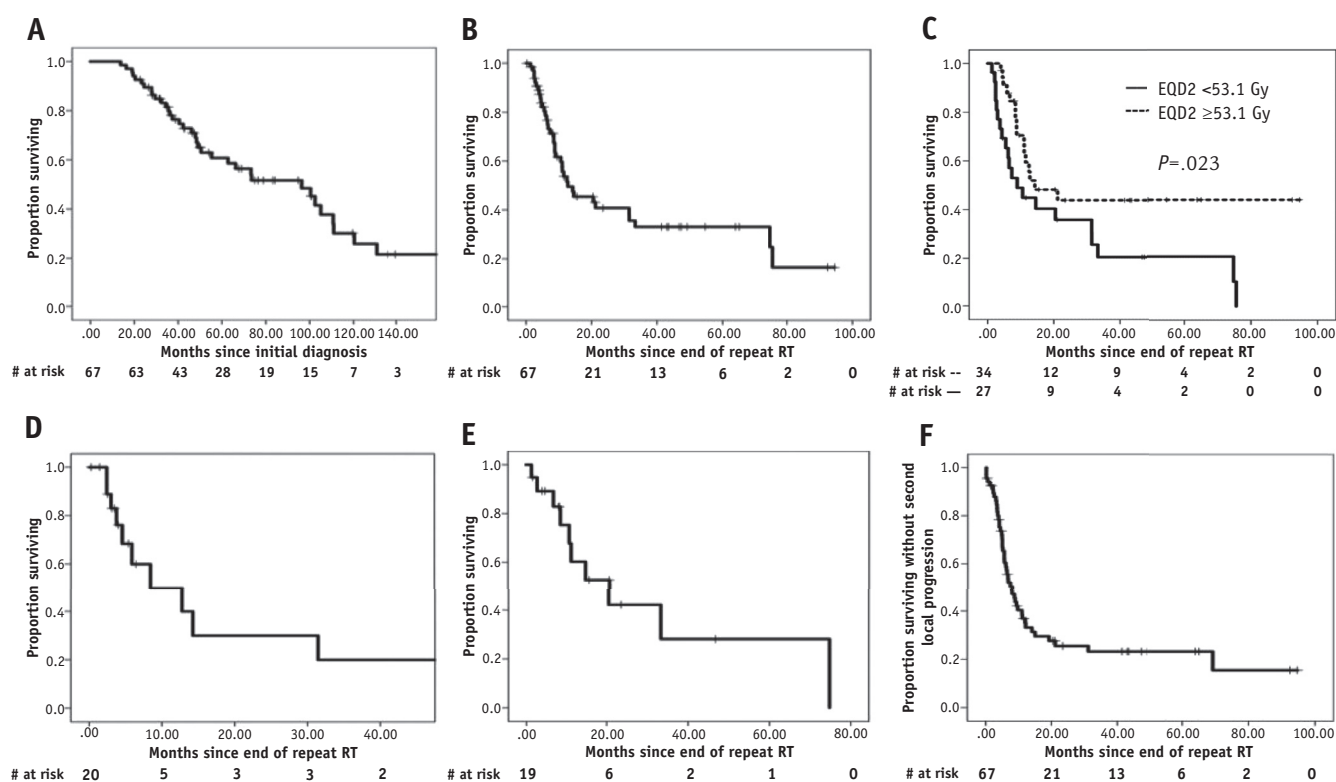 A
Proportion surviving
1.0
0.8
0.6
0.4
0.2
0.0
.00 20.00 40.00 60.00 80.00 100.00 120.00 140.00
Months since initial diagnosis
# at risk 67 63 43 28 19 15 7 3
B
Proportion surviving
1.0
0.8
0.6
0.4
0.2
0.0
.00 20.00 40.00 60.00 80.00 100.00
Months since end of repeat RT
# at risk 67 21 13 6 2 0
C
Proportion surviving
1.0
0.8
0.6
0.4
0.2
0.0
EQD2 <53.1 Gy
EQD2 ≥53.1 Gy
P=.023
.00 20.00 40.00 60.00 80.00 100.00
Months since end of repeat RT
# at risk -- 34 12 9 4 2 0
# at risk — 27 9 4 2 0 0
D
Proportion surviving
1.0
0.8
0.6
0.4
0.2
0.0
.00 10.00 20.00 30.00 40.00
Months since end of repeat RT
# at risk 20 5 3 3 2
E
Proportion surviving
1.0
0.8
0.6
0.4
0.2
0.0
.00 20.00 40.00 60.00 80.00
Months since end of repeat RT
# at risk 19 6 2 1 0
F
Proportion surviving without second
local progression
1.0
0.8
0.6
0.4
0.2
0.0
.00 20.00 40.00 60.00 80.00 100.00
Months since end of repeat RT
# at risk 67 21 13 6 2 0